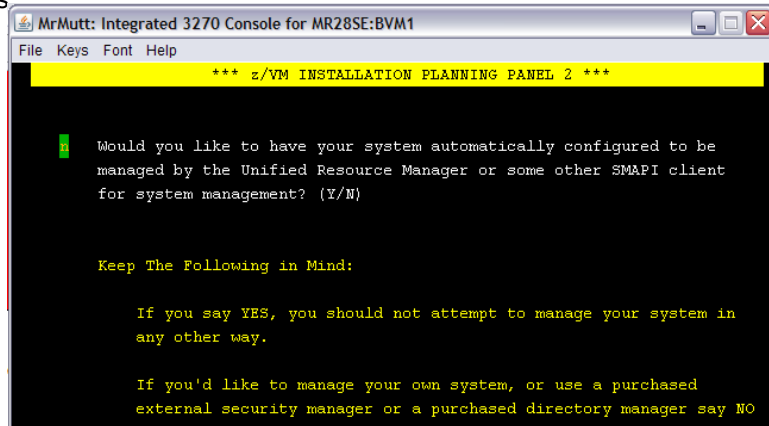 s
MrMutt: Integrated 3270 Console for MR28SE:BVM1
File Keys Font Help
*** z/VM INSTALLATION PLANNING PANEL 2 ***
n Would you like to have your system automatically configured to be
managed by the Unified Resource Manager or some other SMAPI client
for system management? (Y/N)
Keep The Following in Mind:
If you say YES, you should not attempt to manage your system in
any other way.
If you'd like to manage your own system, or use a purchased
external security manager or a purchased directory manager say NO